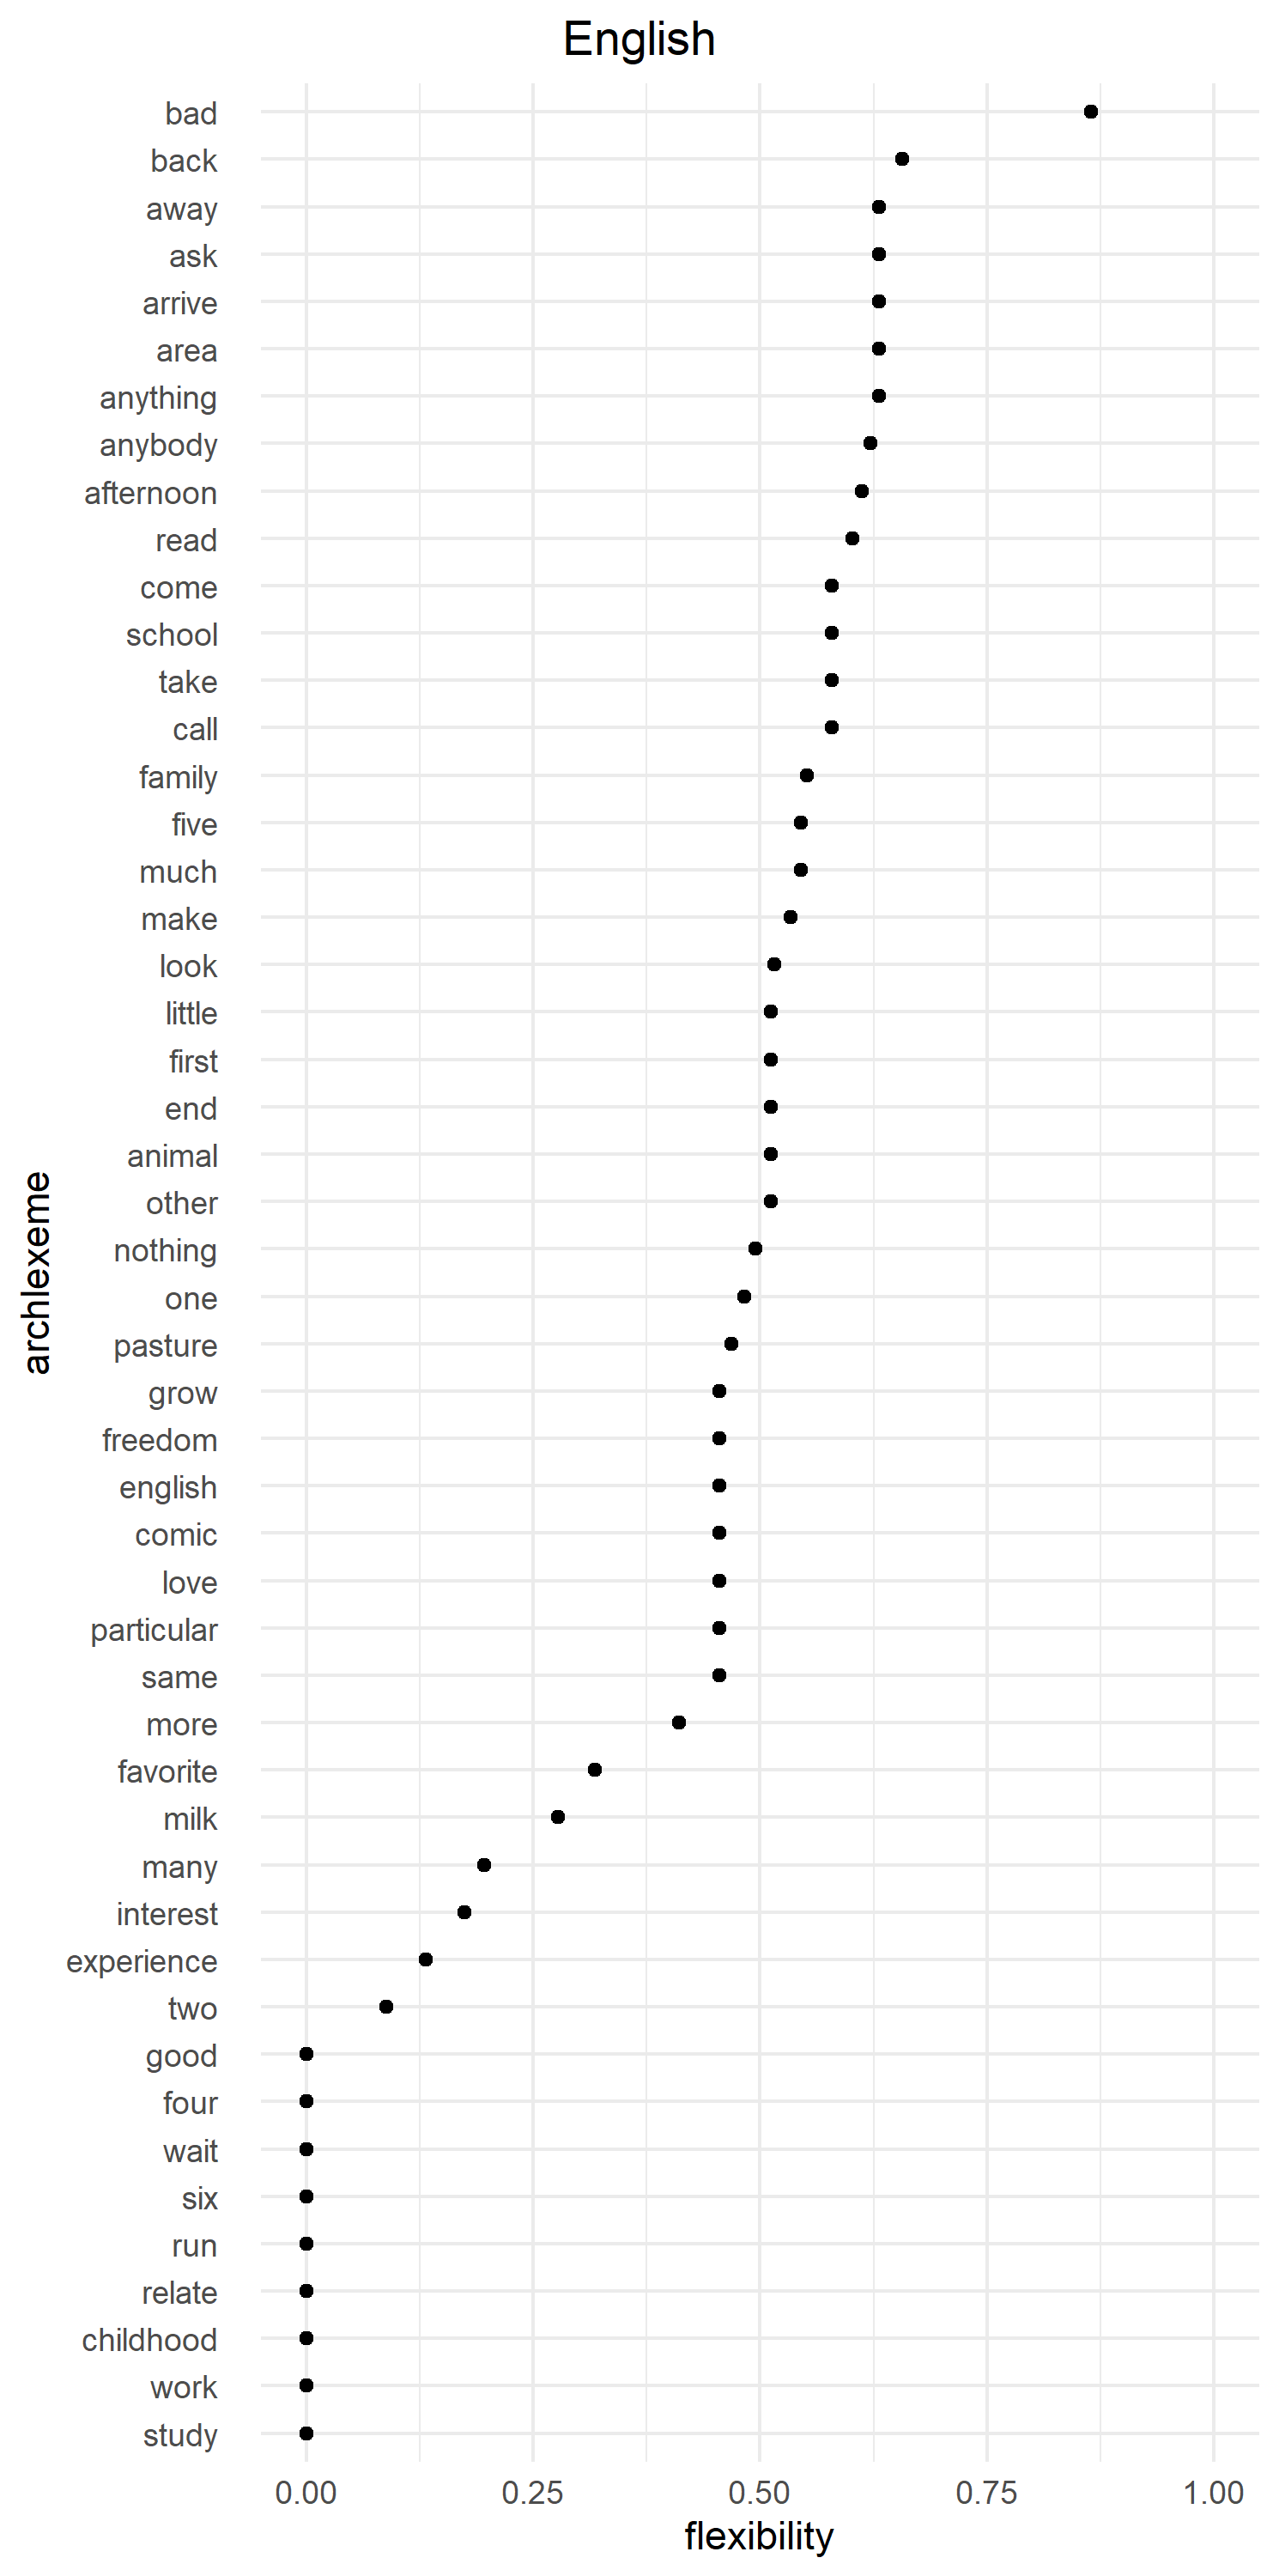 English
bad
back
away
ask
arrive
area
anything
anybody
afternoon
read
come
school
take
call
family
five
much
make
look
little
first
end
animal
other
nothing
one
pasture
grow
freedom
english
comic
love
particular
same
more
favorite
milk
many
interest
experience
two
good
four
wait
six
run
relate
childhood
work
study
archlexeme
0.00 0.25 0.50 0.75 1.00
flexibility